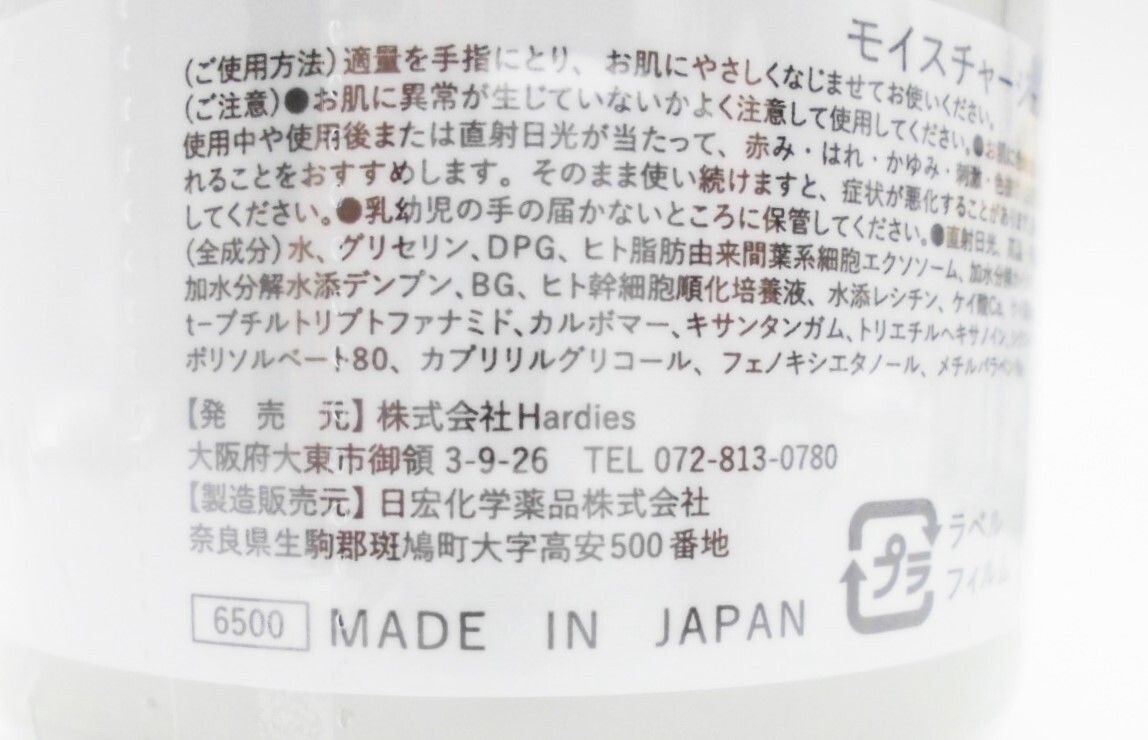 モイスチャー
(ご使用方法)適量を手指にとり、お肌にやさしくなじませてお使いください。
(ご注意)●お肌に異常が生じていないかよく注意して使用してください。●お肌に
使用中や使用後または直射日光が当たって、赤み・はれ・かゆみ・刺激・色
れることをおすすめします。そのまま使い続けますと、症状が悪化することがあります
してください。●乳幼児の手の届かないところに保管してください。●直射日光、高温
(全成分)水、グリセリン、DPG、ヒト脂肪由来間葉系細胞エクソソーム、加水分解
加水分解水添デンプン、BG、ヒト幹細胞順化培養液、水添レシチン、ケイ酸Ca、
t-ブチルトリプトファナミド、カルボマー、キサンタンガム、トリエチルヘキサノイン、
ポリソルベート80、カプリリルグリコール、フェノキシエタノール、メチルパラベン
【発 売 元】株式会社Hardies
大阪府大東市御領3-9-26 TEL 072-813-0780
【製造販売元】日宏化学薬品株式会社
奈良県生駒郡斑鳩町大字高安500番地
プラ
ラベル
フィルム
6500 MADE IN JAPAN